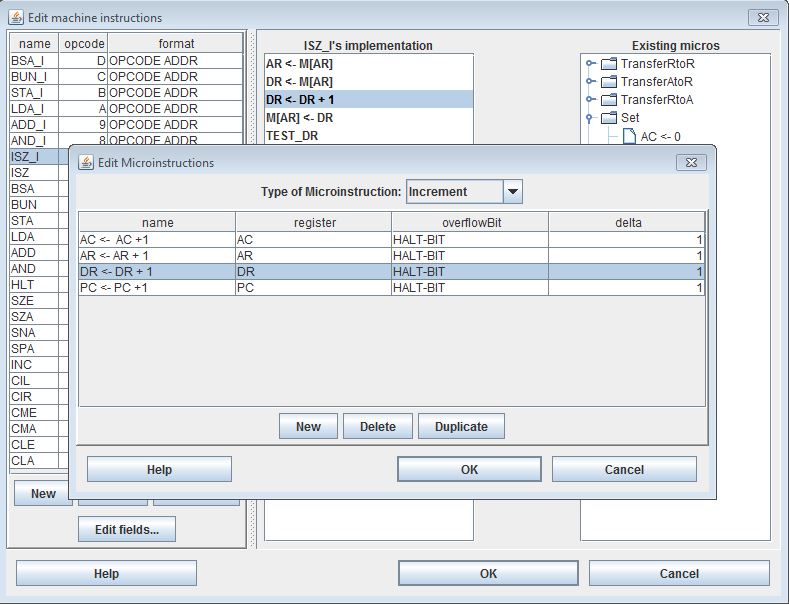 Edit machine instructions
name opcode format
BSA_I D OPCODE ADDR
BUN_I C OPCODE ADDR
STA_I B OPCODE ADDR
LDA_I A OPCODE ADDR
ADD_I 9 OPCODE ADDR
AND_I 8 OPCODE ADDR
ISZ_I
ISZ
BSA
BUN
STA
LDA
ADD
AND
HLT
SZE
SZA
SNA
SPA
INC
CIL
CIR
CME
CMA
CLE
CLA
New
Edit fields...
ISZ_I's implementation
AR <- M[AR]
DR <- M[AR]
DR <- DR + 1
M[AR] <- DR
TEST_DR
Existing micros
TransferRtoR
TransferAtoR
TransferRtoA
Set
AC <- 0
Edit Microinstructions
Type of Microinstruction: Increment
name register overflowBit delta
AC <- AC +1 AC HALT-BIT 1
AR <- AR + 1 AR HALT-BIT 1
DR <- DR + 1 DR HALT-BIT 1
PC <- PC +1 PC HALT-BIT 1
New Delete Duplicate
Help OK Cancel
Help OK Cancel